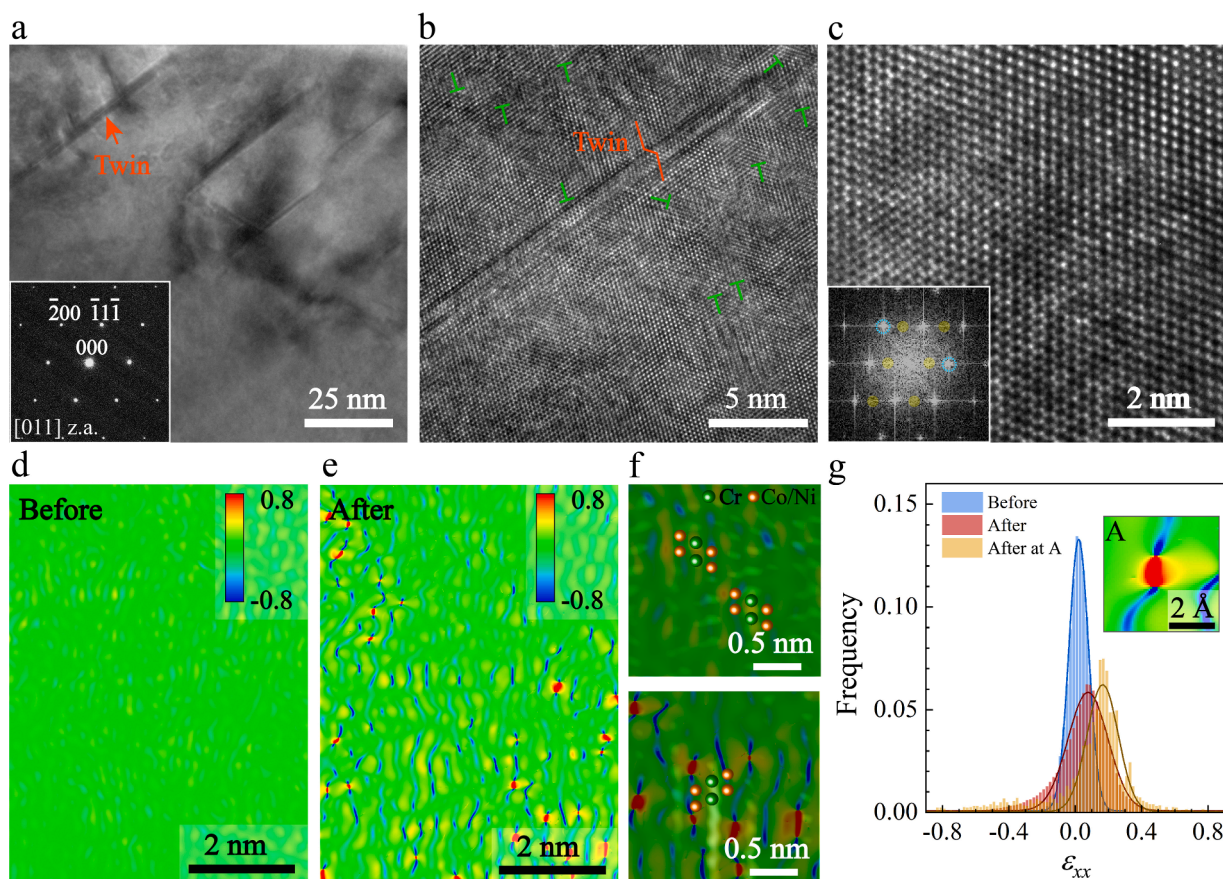 a
Twin
2̅00 1̅11̅
000
[011] z.a.
25 nm
b
Twin
5 nm
c
2 nm
d
Before
0.8
-0.8
2 nm
e
After
0.8
-0.8
2 nm
f
Cr Co/Ni
0.5 nm
0.5 nm
g
Frequency
0.15
0.10
0.05
0.00
Before
After
After at A
A
2 Å
-0.8 -0.4 0.0 0.4 0.8
εxx